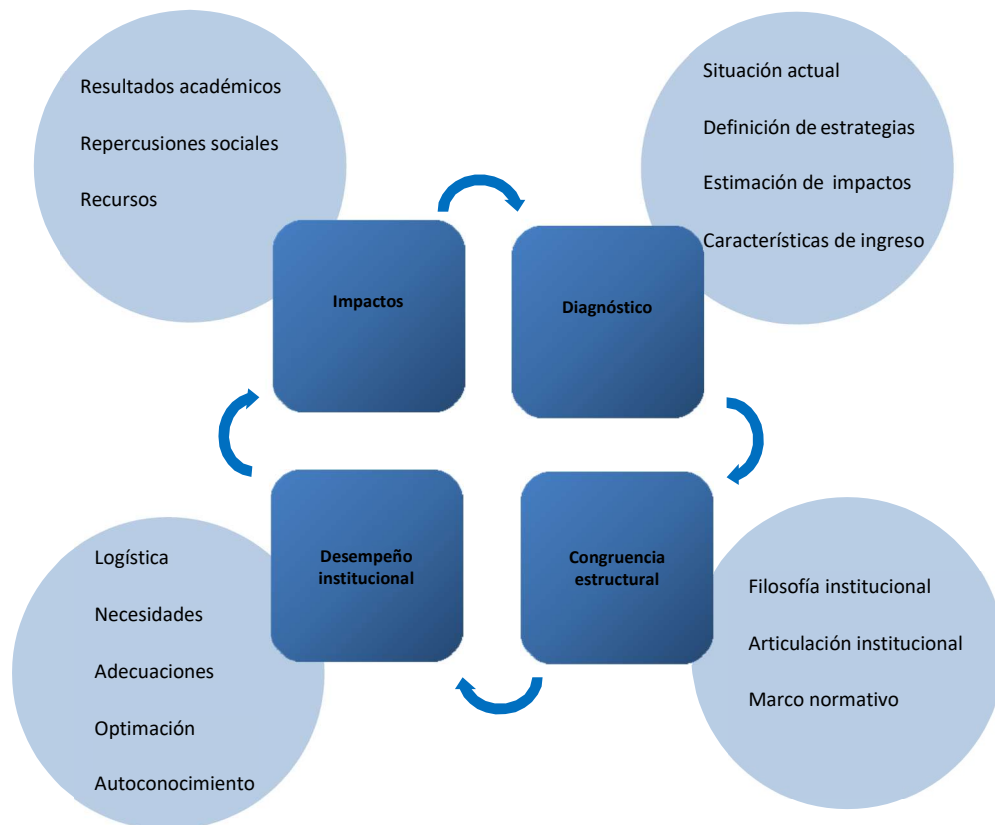 Resultados académicos
Repercusiones sociales
Recursos
Impactos
Situación actual
Definición de estrategias
Estimación de impactos
Características de ingreso
Diagnóstico
Logística
Necesidades
Adecuaciones
Optimación
Autoconocimiento
Desempeño
institucional
Congruencia
estructural
Filosofía institucional
Articulación institucional
Marco normativo